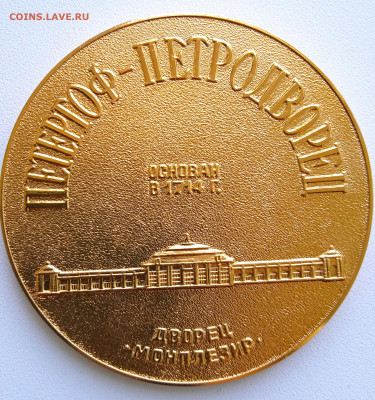 COINS.LAVE.RU
ПЕТЕРГОФ-ПЕТРОДВОРЕЦ
ОСНОВАН
В 1714 Г.
ДВОРЕЦ
"МОНПЛЕЗИР"